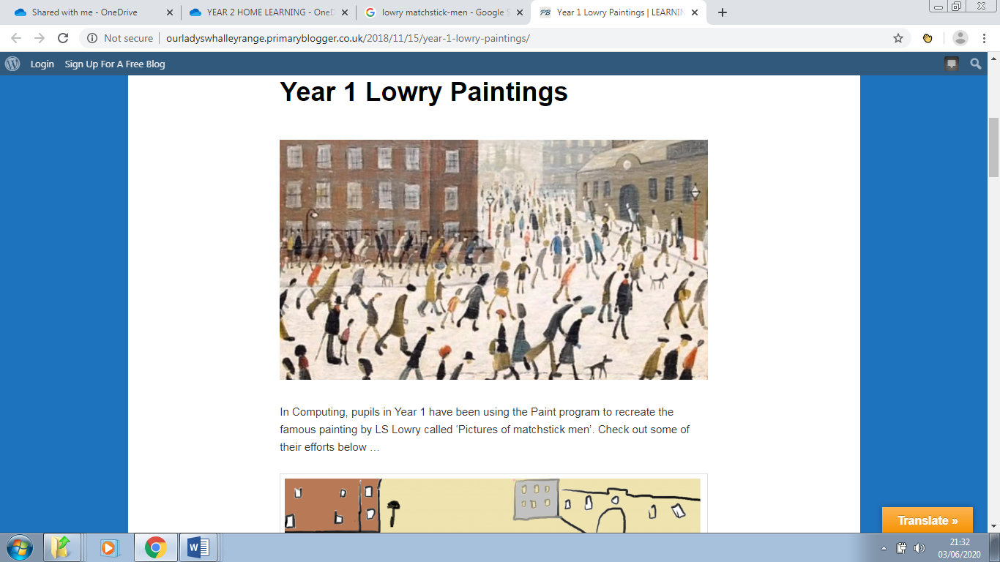 Shared with me - OneDrive
YEAR 2 HOME LEARNING - OneD
lowry matchstick-men - Google S
Year 1 Lowry Paintings | LEARNIN
Not secure
ourladyswhalleyrange.primaryblogger.co.uk/2018/11/15/year-1-lowry-paintings/
Login Sign Up For A Free Blog
Year 1 Lowry Paintings
In Computing, pupils in Year 1 have been using the Paint program to recreate the
famous painting by LS Lowry called ‘Pictures of matchstick men’. Check out some of
their efforts below …
Translate »
21:32
03/06/2020